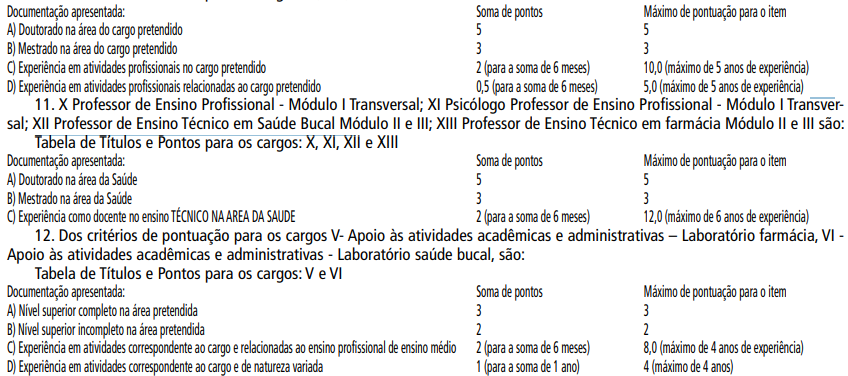 Documentação apresentada: Soma de pontos Máximo de pontuação para o item
A) Doutorado na área do cargo pretendido 5 5
B) Mestrado na área do cargo pretendido 3 3
C) Experiência em atividades profissionais no cargo pretendido 2 (para a soma de 6 meses) 10,0 (máximo de 5 anos de experiência)
D) Experiência em atividades profissionais relacionadas ao cargo pretendido 0,5 (para a soma de 6 meses) 5,0 (máximo de 5 anos de experiência)
11. X Professor de Ensino Profissional - Módulo I Transversal; XI Psicólogo Professor de Ensino Profissional - Módulo I Transver-
sal; XII Professor de Ensino Técnico em Saúde Bucal Módulo II e III; XIII Professor de Ensino Técnico em farmácia Módulo II e III são:
Tabela de Títulos e Pontos para os cargos: X, XI, XII e XIII
Documentação apresentada: Soma de pontos Máximo de pontuação para o item
A) Doutorado na área da Saúde 5 5
B) Mestrado na área da Saúde 3 3
C) Experiência como docente no ensino TÉCNICO NA AREA DA SAUDE 2 (para a soma de 6 meses) 12,0 (máximo de 6 anos de experiência)
12. Dos critérios de pontuação para os cargos V- Apoio às atividades acadêmicas e administrativas – Laboratório farmácia, VI -
Apoio às atividades acadêmicas e administrativas - Laboratório saúde bucal, são:
Tabela de Títulos e Pontos para os cargos: V e VI
Documentação apresentada: Soma de pontos Máximo de pontuação para o item
A) Nível superior completo na área pretendida 3 3
B) Nível superior incompleto na área pretendida 2 2
C) Experiência em atividades correspondente ao cargo e relacionadas ao ensino profissional de ensino médio 2 (para a soma de 6 meses) 8,0 (máximo de 4 anos de experiência)
D) Experiência em atividades correspondente ao cargo e de natureza variada 1 (para a soma de 1 ano) 4 (máximo de 4 anos)